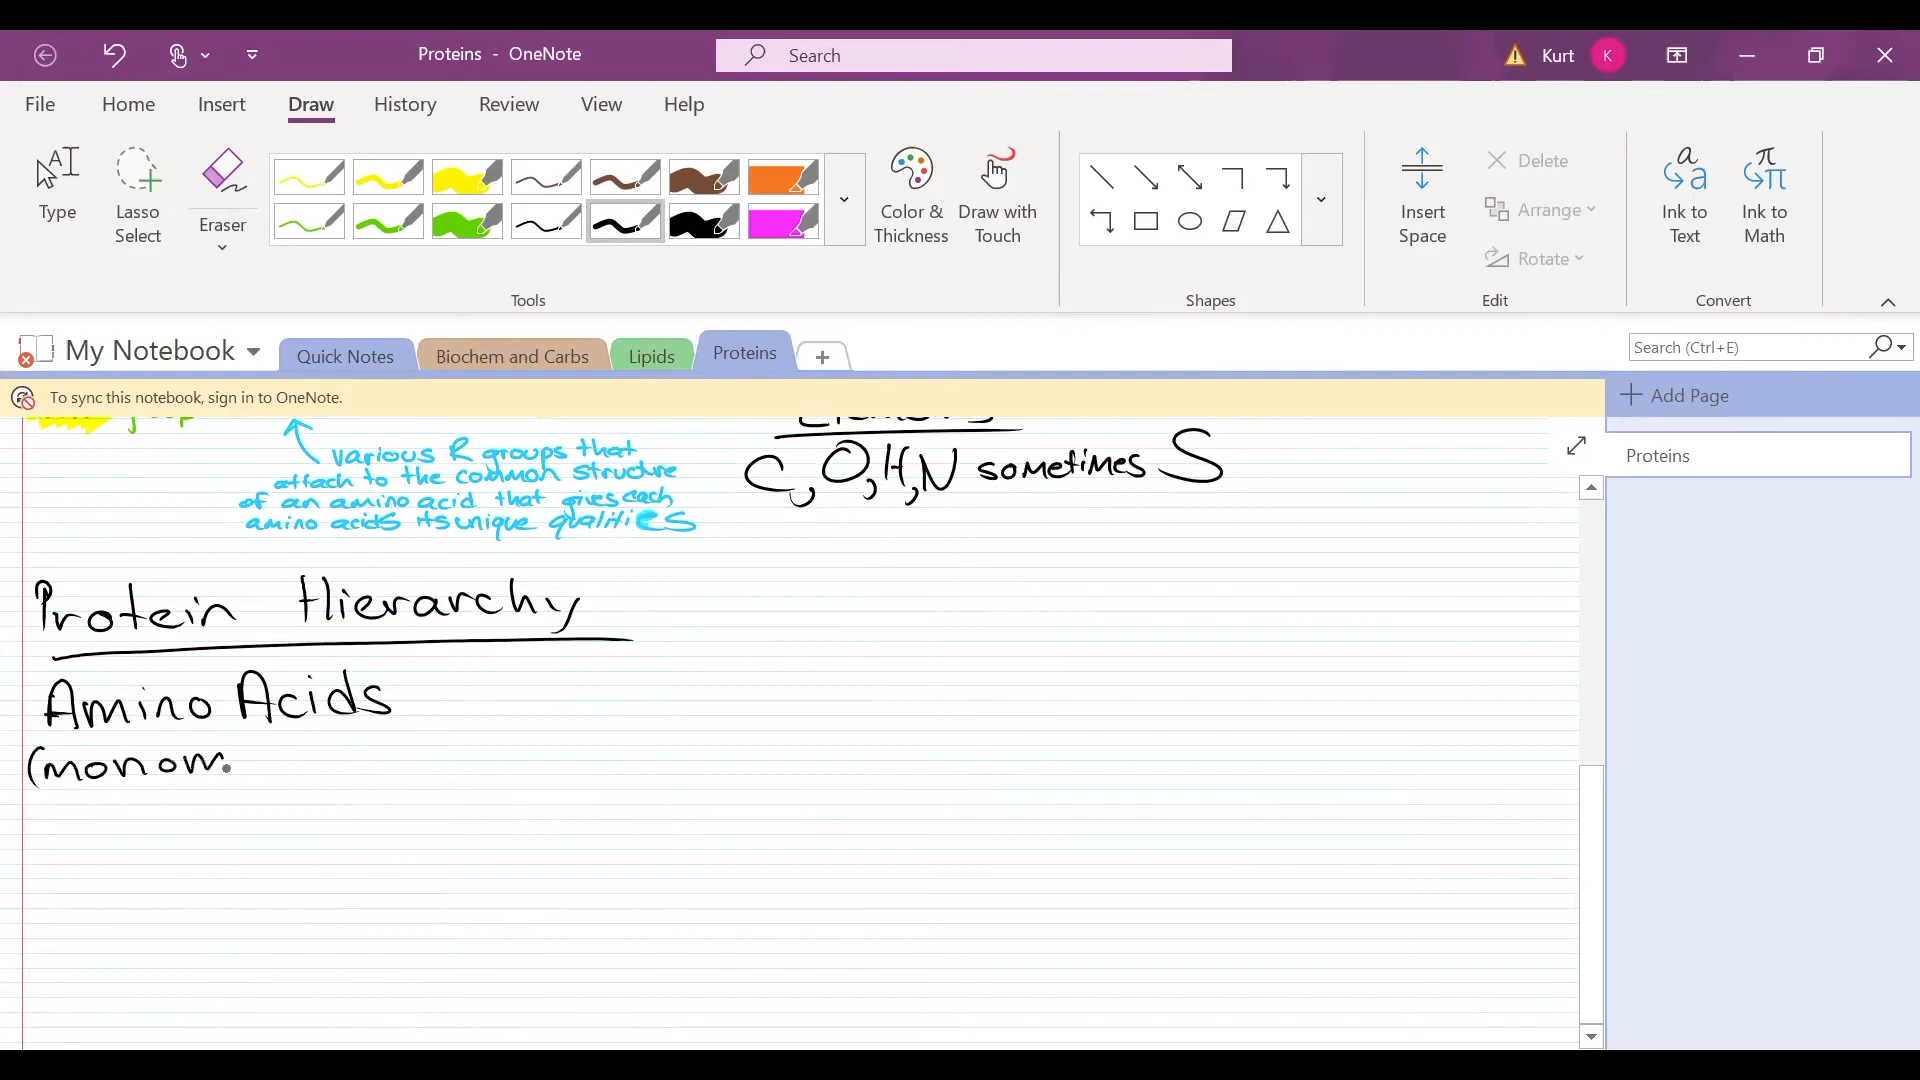 Proteins - OneNote
Search
Kurt
K
File Home Insert Draw History Review View Help
Type
Lasso Select
Eraser
Color & Thickness
Draw with Touch
Insert Space
Delete
Arrange
Rotate
Ink to Text
Ink to Math
Tools
Shapes
Edit
Convert
My Notebook
Quick Notes
Biochem and Carbs
Lipids
Proteins
Search (Ctrl+E)
To sync this notebook, sign in to OneNote.
Add Page
Proteins
various R groups that
attach to the common structure
of an amino acid that gives each
amino acids its unique qualities
C, O, H, N sometimes S
Protein Hierarchy
Amino Acids
(monom